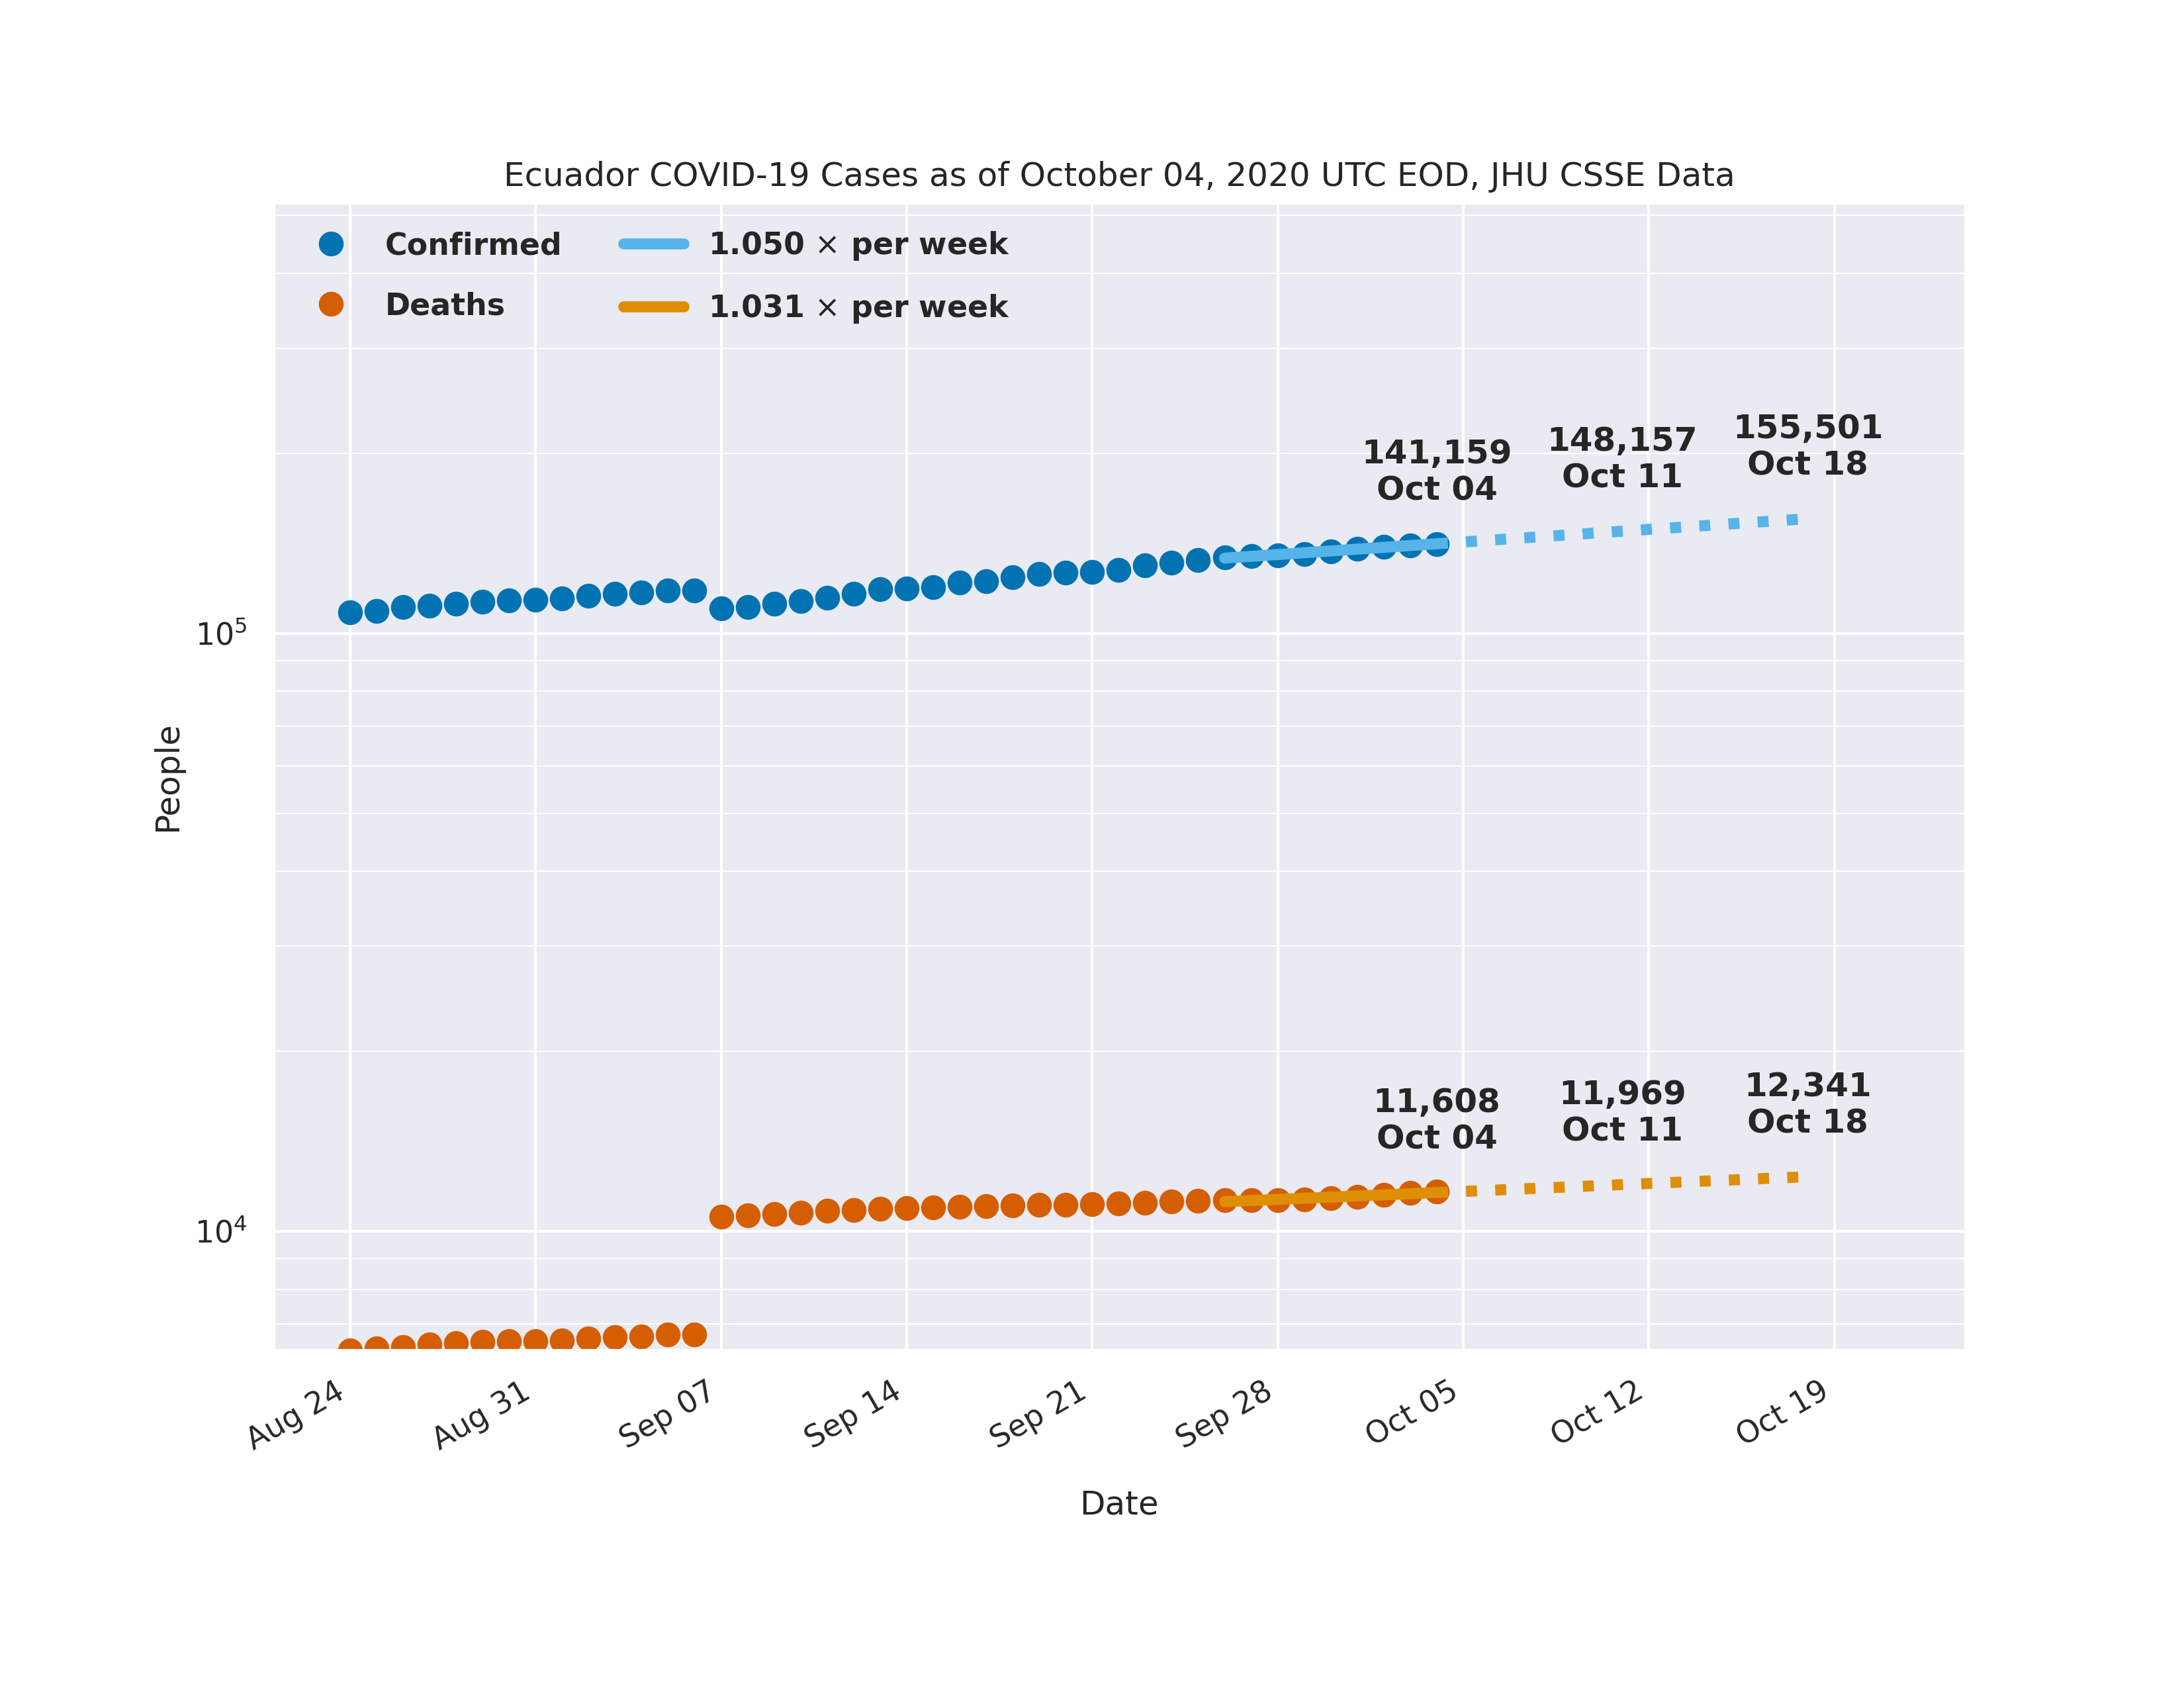 Ecuador COVID-19 Cases as of October 04, 2020 UTC EOD, JHU CSSE Data
Confirmed
Deaths
1.050 × per week
1.031 × per week
141,159
Oct 04
148,157
Oct 11
155,501
Oct 18
11,608
Oct 04
11,969
Oct 11
12,341
Oct 18
10⁵
10⁴
People
Aug 24
Aug 31
Sep 07
Sep 14
Sep 21
Sep 28
Oct 05
Oct 12
Oct 19
Date